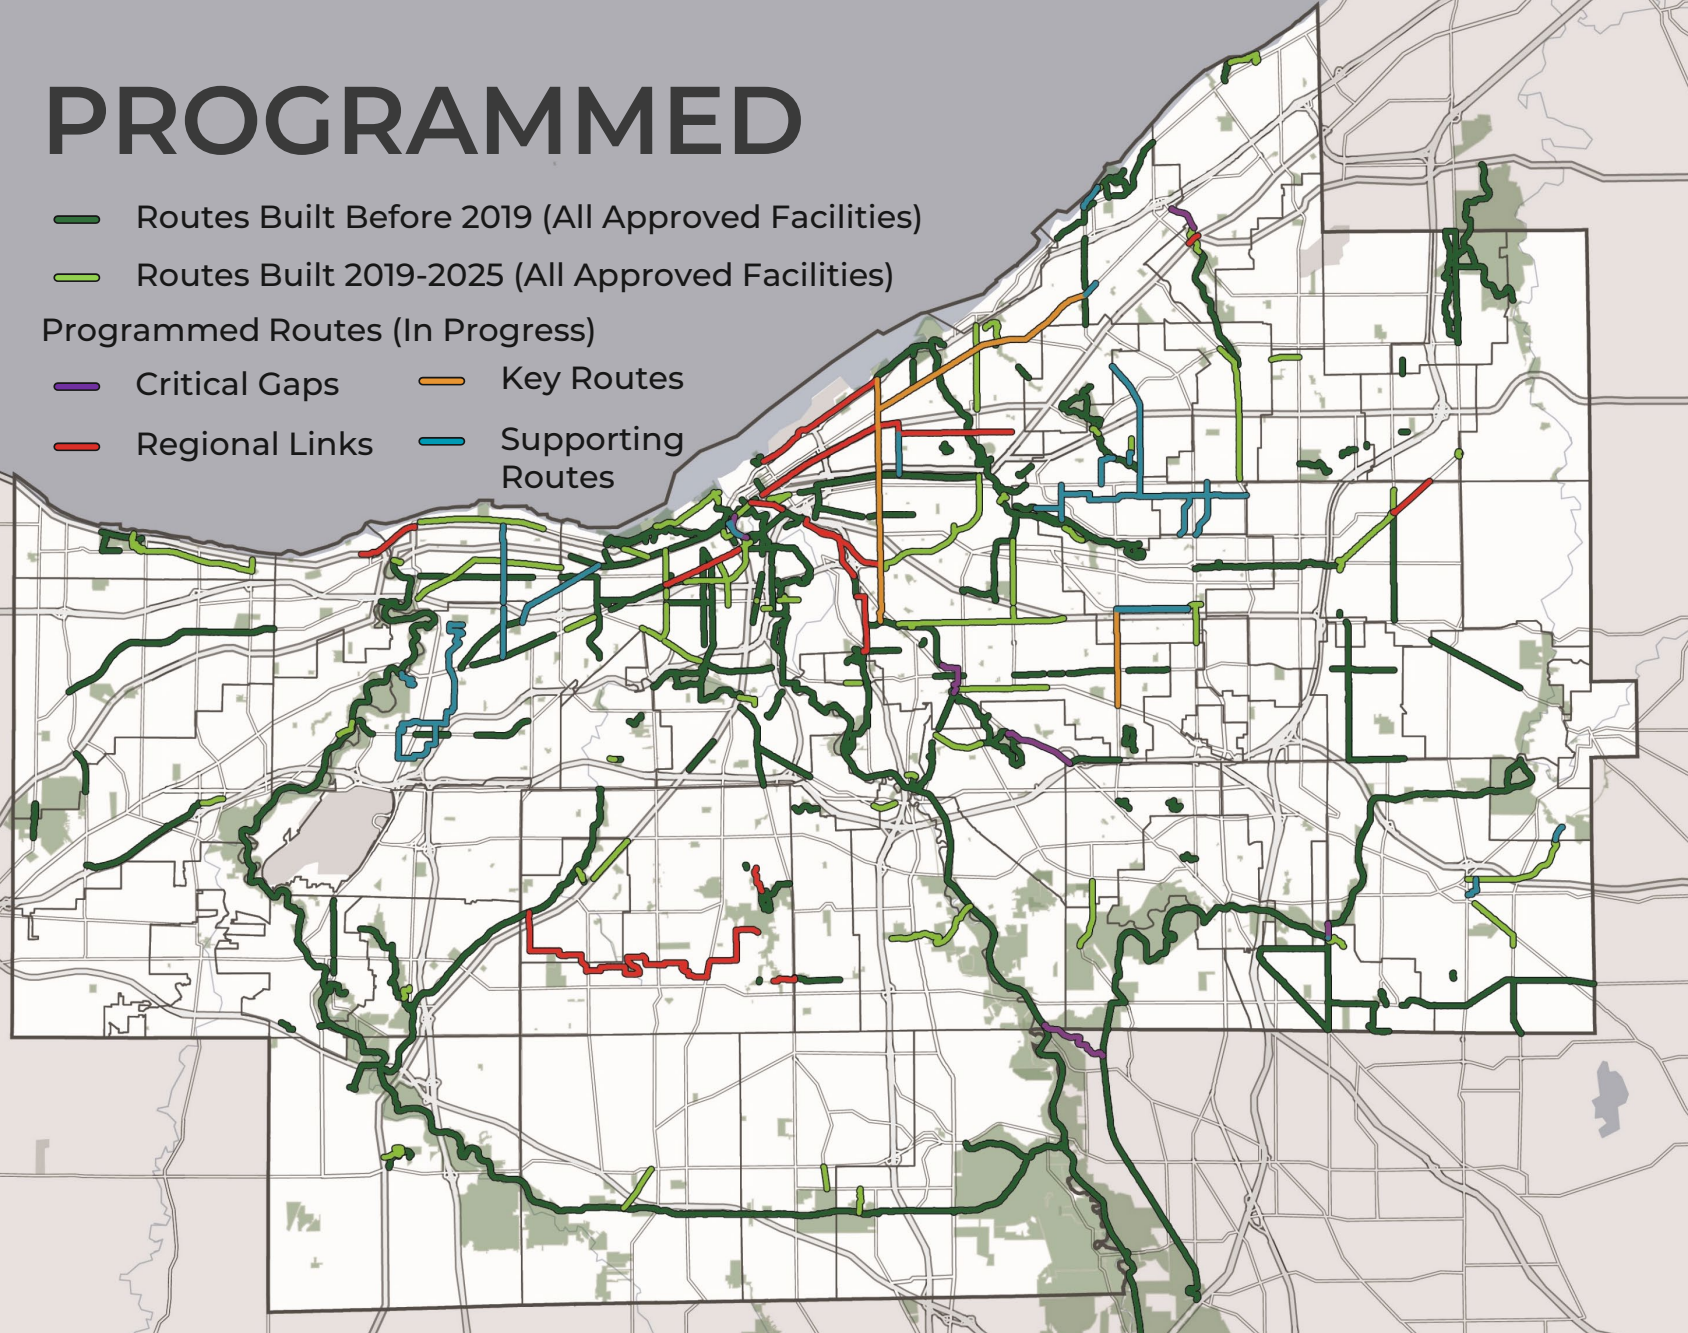 PROGRAMMED
Routes Built Before 2019 (All Approved Facilities)
Routes Built 2019-2025 (All Approved Facilities)
Programmed Routes (In Progress)
Critical Gaps
Key Routes
Regional Links
Supporting
Routes